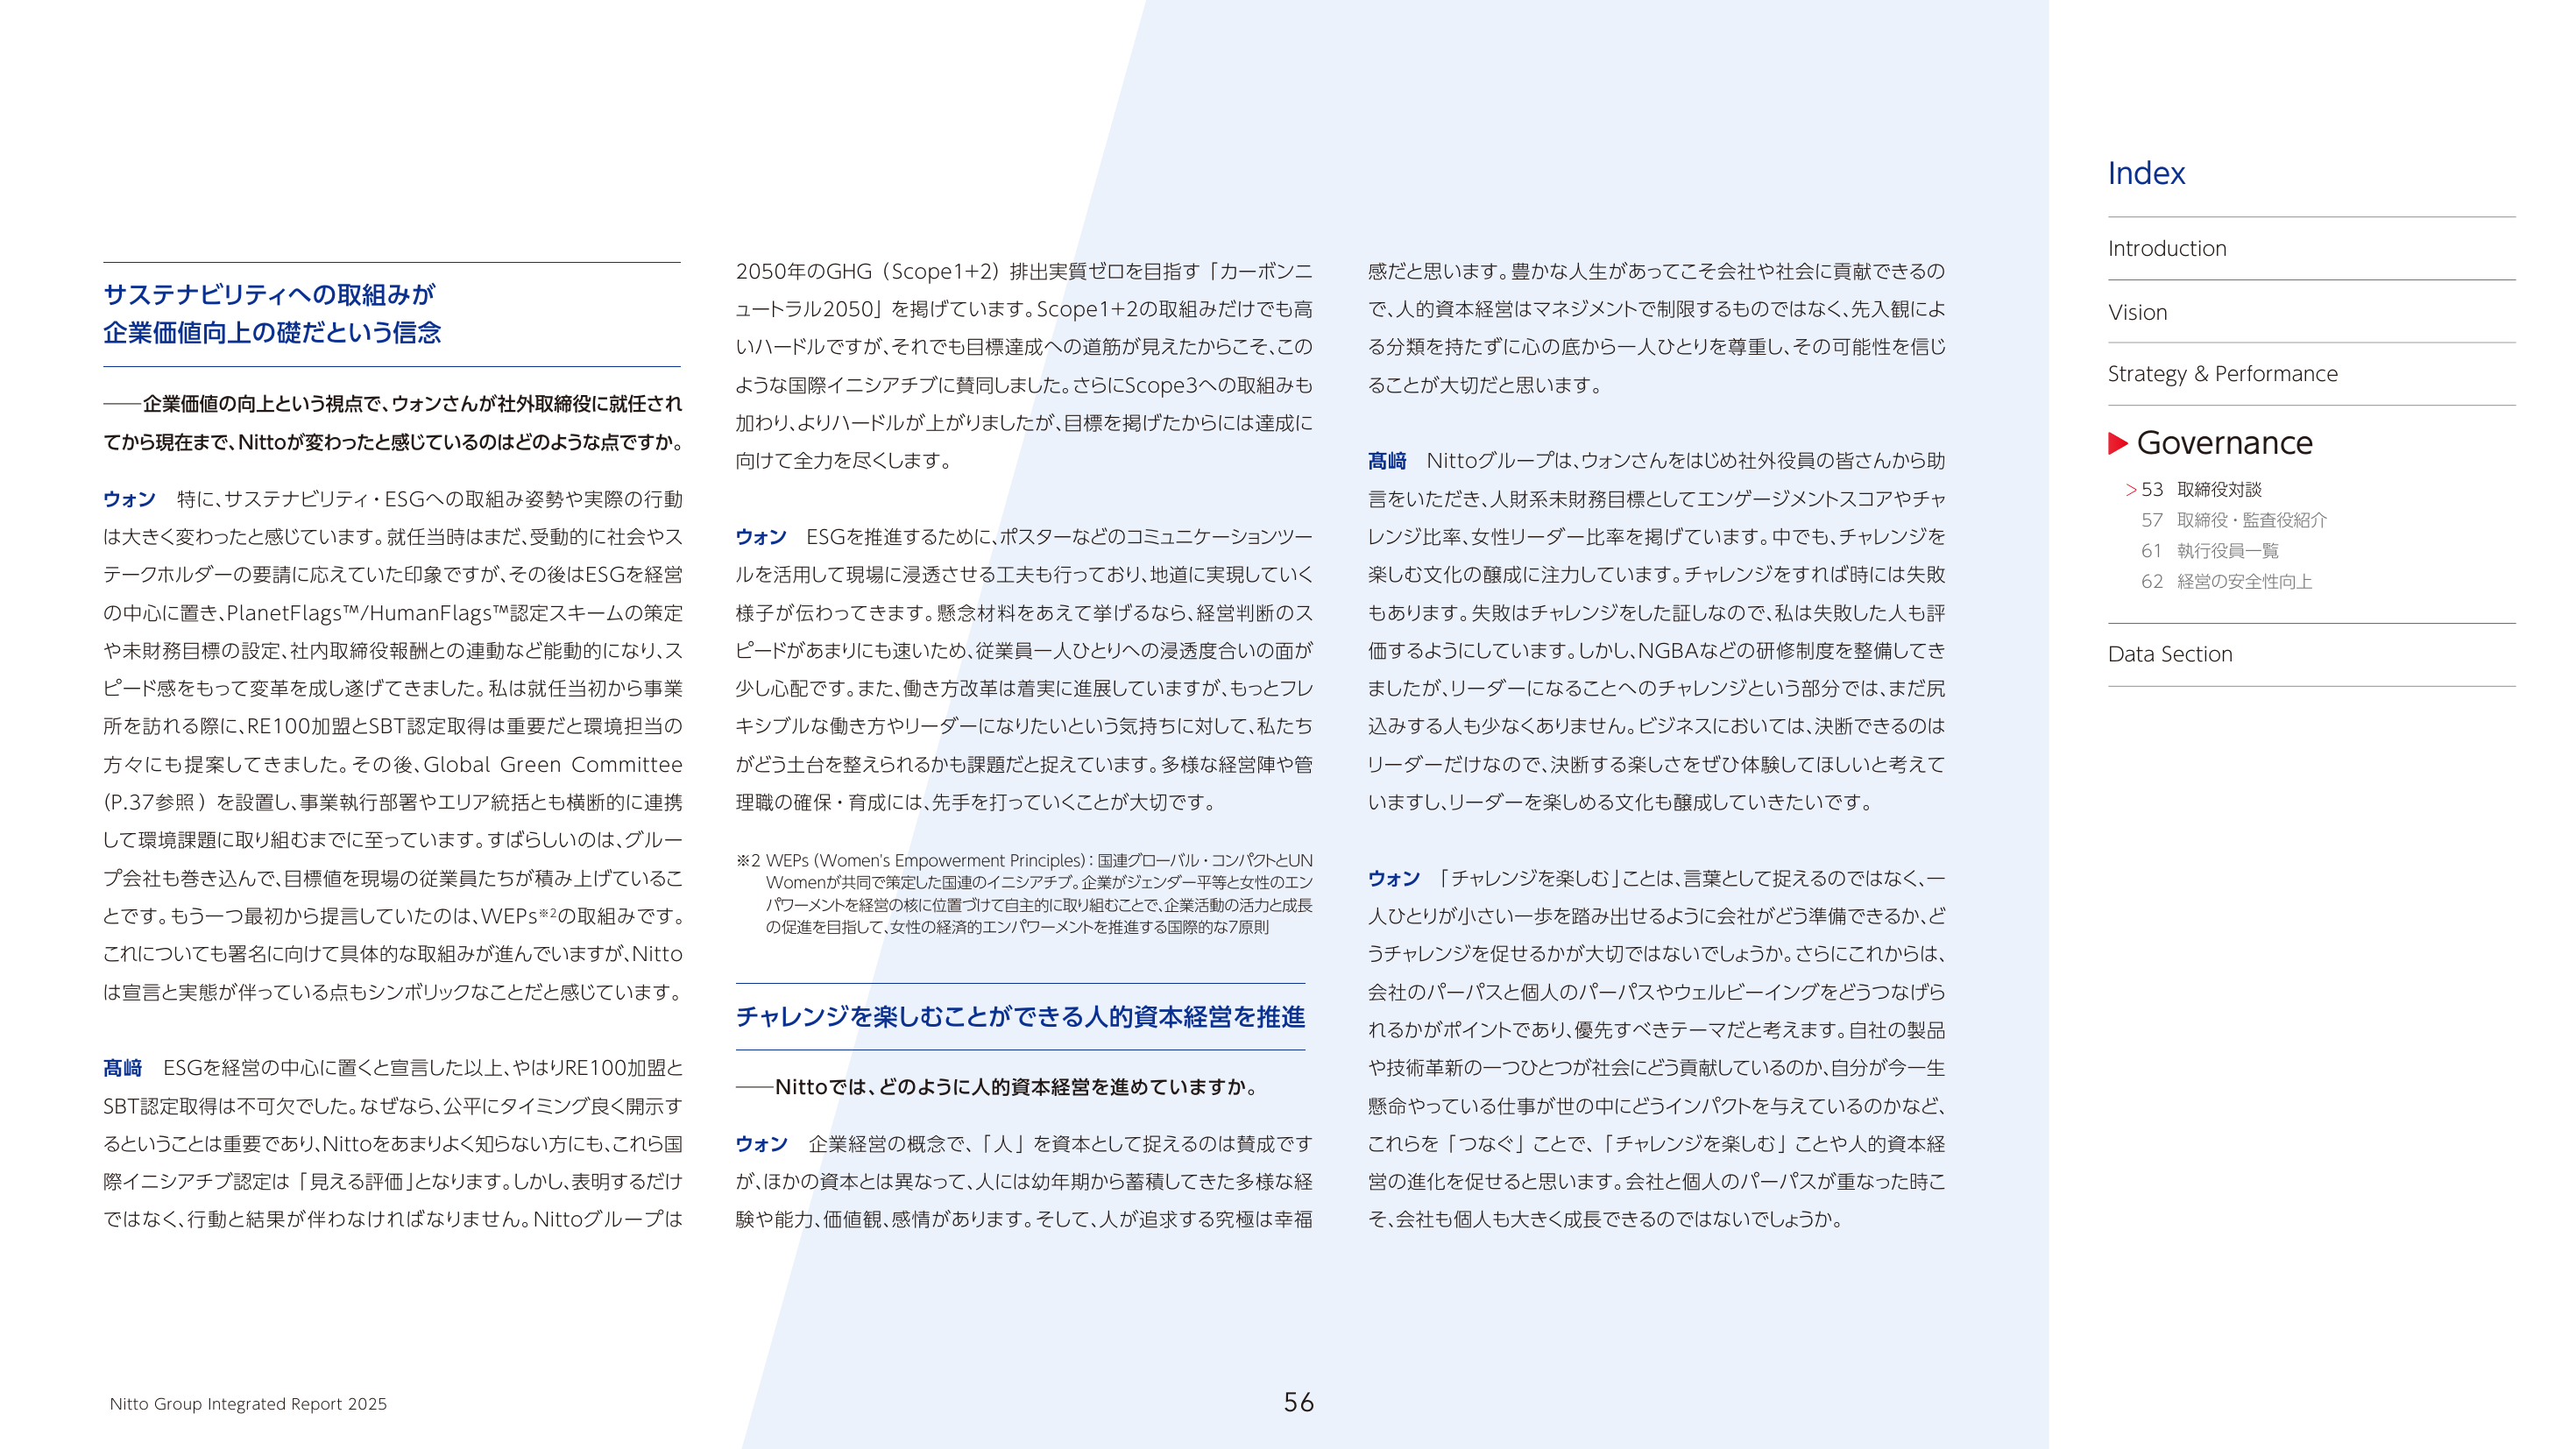 サステナビリティへの取組みが
企業価値向上の礎だという信念
――企業価値の向上という視点で、ウォンさんが社外取締役に就任され
てから現在まで、Nittoが変わったと感じているのはどのような点ですか。
ウォン　特に、サステナビリティ・ESGへの取組み姿勢や実際の行動
は大きく変わったと感じています。就任当時はまだ、受動的に社会やス
テークホルダーの要請に応えていた印象ですが、その後はESGを経営
の中心に置き、PlanetFlags™/HumanFlags™認定スキームの策定
や未財務目標の設定、社内取締役報酬との連動など能動的になり、ス
ピード感をもって変革を成し遂げてきました。私は就任当初から事業
所を訪れる際に、RE100加盟とSBT認定取得は重要だと環境担当の
方々にも提案してきました。その後、Global Green Committee
(P.37参照）を設置し、事業執行部署やエリア統括とも横断的に連携
して環境課題に取り組むまでに至っています。すばらしいのは、グルー
プ会社も巻き込んで、目標値を現場の従業員たちが積み上げているこ
とです。もう一つ最初から提言していたのは、WEPs※2の取組みです。
これについても署名に向けて具体的な取組みが進んでいますが、Nitto
は宣言と実態が伴っている点もシンボリックなことだと感じています。
髙﨑　ESGを経営の中心に置くと宣言した以上、やはりRE100加盟と
SBT認定取得は不可欠でした。なぜなら、公平にタイミング良く開示す
るということは重要であり、Nittoをあまりよく知らない方にも、これら国
際イニシアチブ認定は「見える評価」となります。しかし、表明するだけ
ではなく、行動と結果が伴わなければなりません。Nittoグループは
2050年のGHG（Scope1+2）排出実質ゼロを目指す「カーボンニ
ュートラル2050」を掲げています。Scope1+2の取組みだけでも高
いハードルですが、それでも目標達成への道筋が見えたからこそ、この
ような国際イニシアチブに賛同しました。さらにScope3への取組みも
加わり、よりハードルが上がりましたが、目標を掲げたからには達成に
向けて全力を尽くします。
ウォン　ESGを推進するために、ポスターなどのコミュニケーションツー
ルを活用して現場に浸透させる工夫も行っており、地道に実現していく
様子が伝わってきます。懸念材料をあえて挙げるなら、経営判断のス
ピードがあまりにも速いため、従業員一人ひとりへの浸透度合いの面が
少し心配です。また、働き方改革は着実に進展していますが、もっとフレ
キシブルな働き方やリーダーになりたいという気持ちに対して、私たち
がどう土台を整えられるかも課題だと捉えています。多様な経営陣や管
理職の確保・育成には、先手を打っていくことが大切です。
※2 WEPs (Women's Empowerment Principles)：国連グローバル・コンパクトとUN
Womenが共同で策定した国連のイニシアチブ。企業がジェンダー平等と女性のエン
パワーメントを経営の核に位置づけて自主的に取り組むことで、企業活動の活力と成長
の促進を目指して、女性の経済的エンパワーメントを推進する国際的な7原則
チャレンジを楽しむことができる人的資本経営を推進
――Nittoでは、どのように人的資本経営を進めていますか。
ウォン　企業経営の概念で、「人」を資本として捉えるのは賛成です
が、ほかの資本とは異なって、人には幼年期から蓄積してきた多様な経
験や能力、価値観、感情があります。そして、人が追求する究極は幸福
感だと思います。豊かな人生があってこそ会社や社会に貢献できるの
で、人的資本経営はマネジメントで制限するものではなく、先入観によ
る分類を持たずに心の底から一人ひとりを尊重し、その可能性を信じ
ることが大切だと思います。
髙﨑　Nittoグループは、ウォンさんをはじめ社外役員の皆さんから助
言をいただき、人財系未財務目標としてエンゲージメントスコアやチャ
レンジ比率、女性リーダー比率を掲げています。中でも、チャレンジを
楽しむ文化の醸成に注力しています。チャレンジをすれば時には失敗
もあります。失敗はチャレンジをした証しなので、私は失敗した人も評
価するようにしています。しかし、NGBAなどの研修制度を整備してき
ましたが、リーダーになることへのチャレンジという部分では、まだ尻
込みする人も少なくありません。ビジネスにおいては、決断できるのは
リーダーだけなので、決断する楽しさをぜひ体験してほしいと考えて
いますし、リーダーを楽しめる文化も醸成していきたいです。
ウォン　「チャレンジを楽しむ」ことは、言葉として捉えるのではなく、一
人ひとりが小さい一歩を踏み出せるように会社がどう準備できるか、ど
うチャレンジを促せるかが大切ではないでしょうか。さらにこれからは、
会社のパーパスと個人のパーパスやウェルビーイングをどうつなげら
れるかがポイントであり、優先すべきテーマだと考えます。自社の製品
や技術革新の一つひとつが社会にどう貢献しているのか、自分が今一生
懸命やっている仕事が世の中にどうインパクトを与えているのかなど、
これらを「つなぐ」ことで、「チャレンジを楽しむ」ことや人的資本経
営の進化を促せると思います。会社と個人のパーパスが重なった時こ
そ、会社も個人も大きく成長できるのではないでしょうか。
Index
Introduction
Vision
Strategy & Performance
Governance
> 53 取締役対談
57 取締役・監査役紹介
61 執行役員一覧
62 経営の安全性向上
Data Section
Nitto Group Integrated Report 2025
56